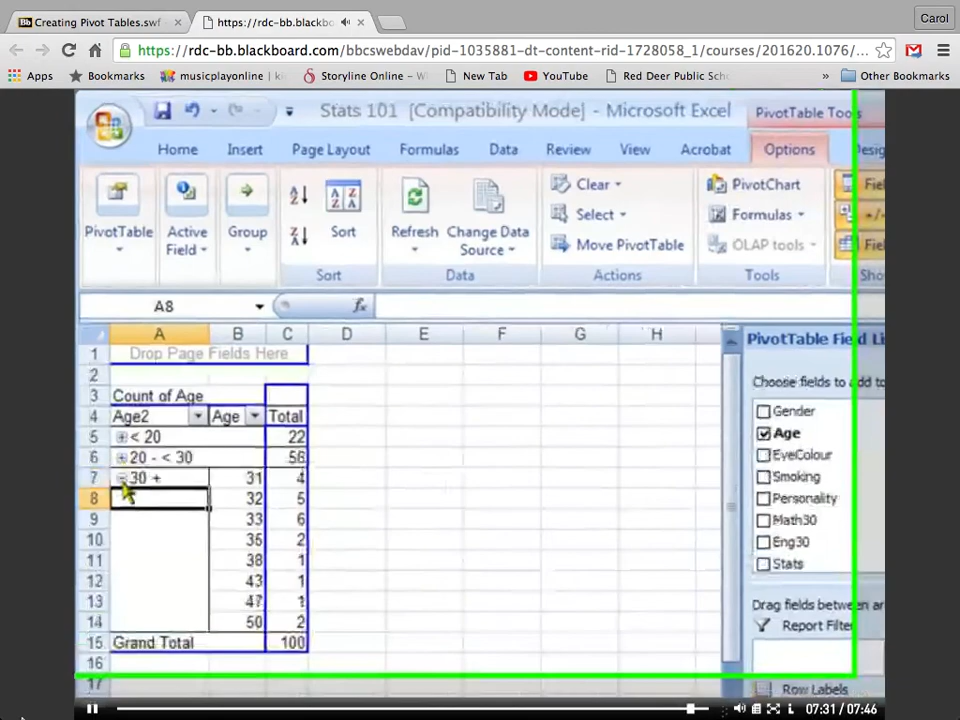 Creating Pivot Tables.swf
https://rdc-bb.blackbo
Carol
https://rdc-bb.blackboard.com/bbcswebdav/pid-1035881-dt-content-rid-1728058_1/courses/201620.1076/...
Apps Bookmarks musicplayonline | k Storyline Online – W New Tab YouTube Red Deer Public Sch » Other Bookmarks
Stats 101 [Compatibility Mode] - Microsoft Excel PivotTable Tools
Home Insert Page Layout Formulas Data Review View Acrobat Options Design
PivotTable Active Field Group Sort Refresh Change Data Source Clear Select Move PivotTable PivotChart Formulas OLAP tools Fiel +/- Fiel
Sort Data Actions Tools Sho
A8 fx
A B C D E F G H
PivotTable Field Li
1 Drop Page Fields Here
2
3 Count of Age
4 Age2 Age Total
5 < 20 22
6 20 - < 30 56
7 30 + 31 4
8 32 5
9 33 6
10 35 2
11 38 1
12 43 1
13 47 1
14 50 2
15 Grand Total 100
16
17
Choose fields to add to
Gender
Age
EyeColour
Smoking
Personality
Math30
Eng30
Stats
Drag fields between ar
Report Filter
Row Labels
07:31 / 07:46